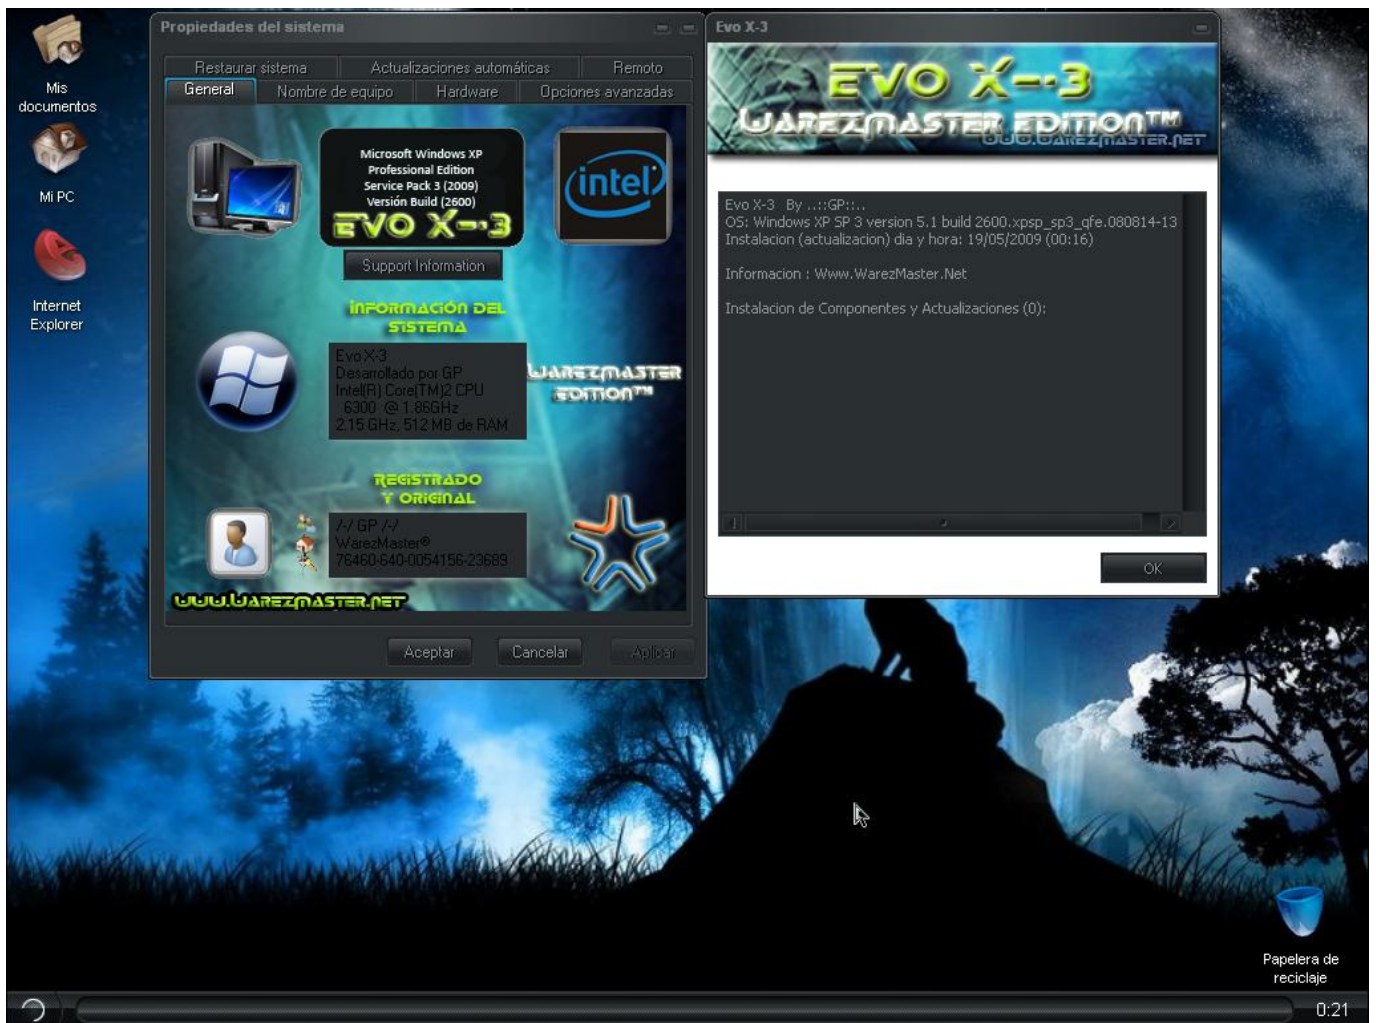 Mis
documentos
Mi PC
Internet
Explorer
Propiedades del sistema
Restaurar sistema
Actualizaciones automáticas
Remoto
General
Nombre de equipo
Hardware
Opciones avanzadas
Microsoft Windows XP
Professional Edition
Service Pack 3 (2009)
Versión Build (2600)
EVO X-3
intel
Support Information
Información del
sistema
Evo X-3
Desarrollado por GP
Intel(R) Core(TM)2 CPU
6300 @ 1.86GHz
2.15 GHz, 512 MB de RAM
WarezMaster
Edition™
Registrado
y original
/-/ GP /-/
WarezMaster®
76460-640-0054156-23689
www.WarezMaster.net
Aceptar
Cancelar
Aplicar
Evo X-3
EVO X-3
WarezMaster Edition™
www.WarezMaster.net
Evo X-3 By ..::GP::..
OS: Windows XP SP 3 version 5.1 build 2600.xpsp_sp3_qfe.080814-13
Instalacion (actualizacion) dia y hora: 19/05/2009 (00:16)
Informacion : Www.WarezMaster.Net
Instalacion de Componentes y Actualizaciones (0):
OK
Papelera de
reciclaje
0:21